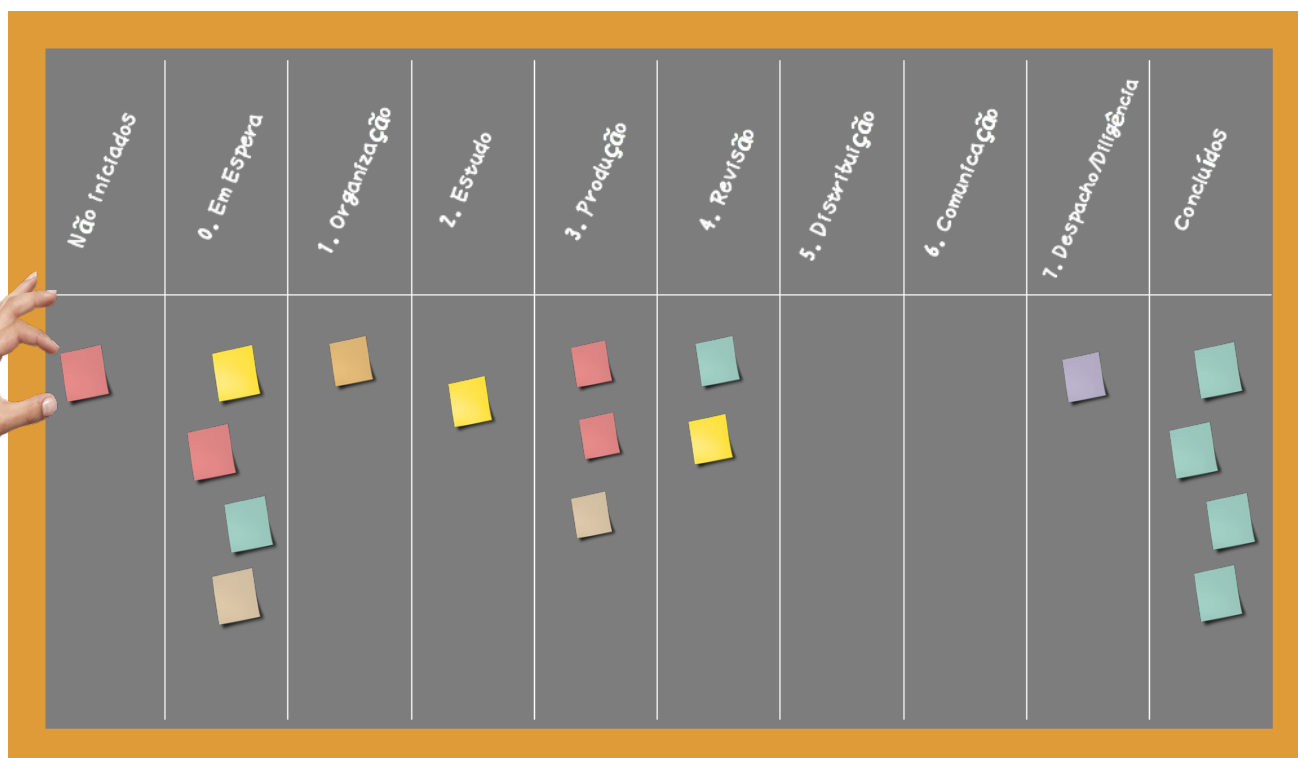 Não iniciados
0. Em Espera
1. Organização
2. Estudo
3. Produção
4. Revisão
5. Distribuição
6. Comunicação
7. Despacho/Diligência
Concluídos